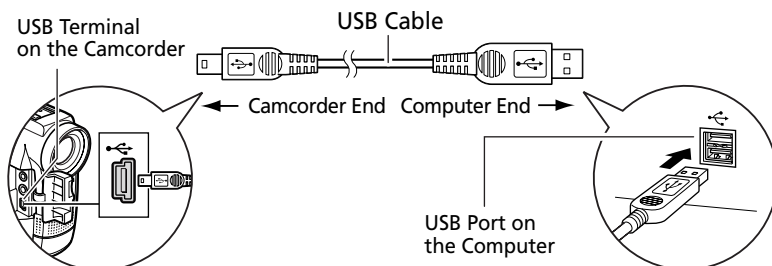 USB Terminal
on the Camcorder
USB Cable
Camcorder End
Computer End
USB Port on
the Computer